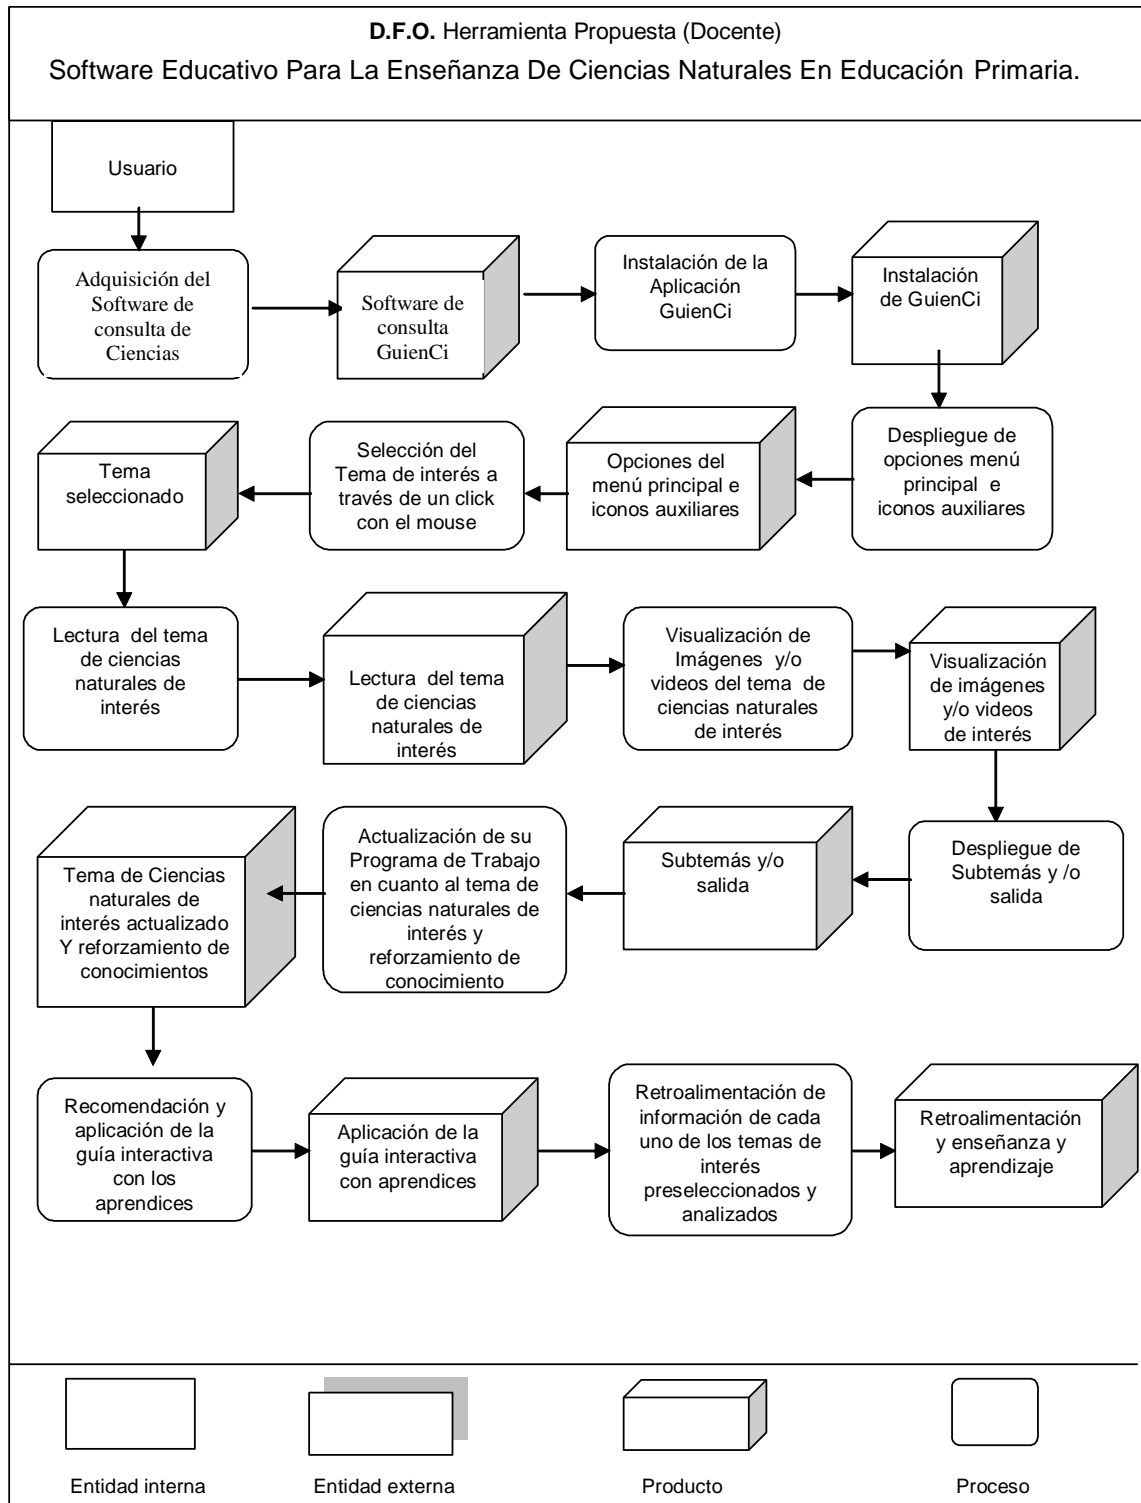 D.F.O. Herramienta Propuesta (Docente)
Software Educativo Para La Enseñanza De Ciencias Naturales En Educación Primaria.
Usuario
Adquisición del
Software de
consulta de
Ciencias
Software de
consulta
GuienCi
Instalación de la
Aplicación
GuienCi
Instalación
de GuienCi
Tema
seleccionado
Selección del
Tema de interés a
través de un click
con el mouse
Opciones del
menú principal e
iconos auxiliares
Despliegue de
opciones menú
principal e
iconos auxiliares
Lectura del tema
de ciencias
naturales de
interés
Lectura del tema
de ciencias
naturales de
interés
Visualización de
Imágenes y/o
videos del tema de
ciencias naturales
de interés
Visualización
de imágenes
y/o videos
de interés
Tema de Ciencias
naturales de
interés actualizado
Y reforzamiento de
conocimientos
Actualización de su
Programa de Trabajo
en cuanto al tema de
ciencias naturales de
interés y
reforzamiento de
conocimiento
Subtemás y/o
salida
Despliegue de
Subtemás y /o
salida
Recomendación y
aplicación de la
guía interactiva
con los
aprendices
Aplicación de la
guía interactiva
con aprendices
Retroalimentación de
información de cada
uno de los temas de
interés
preseleccionados y
analizados
Retroalimentación
y enseñanza y
aprendizaje
Entidad interna
Entidad externa
Producto
Proceso